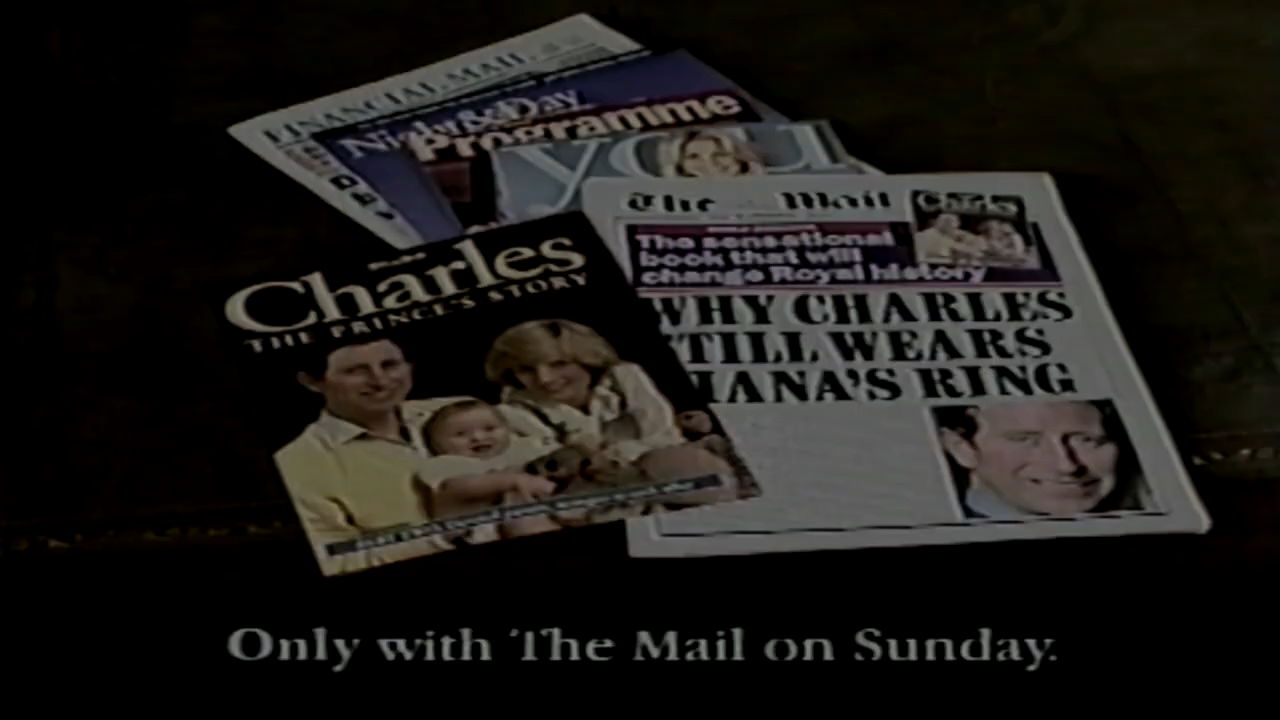 FINANCIAL MAIL
Night & Day
Programme
YOU
Charles
THE PRINCE'S STORY
The Mail
Charles
The sensational
book that will
change Royal history
WHY CHARLES
STILL WEARS
DIANA'S RING
Only with The Mail on Sunday.